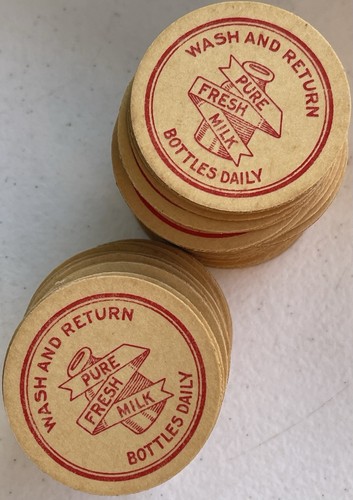 WASH AND RETURN
PURE
FRESH
MILK
BOTTLES DAILY
WASH AND RETURN
PURE
FRESH
MILK
BOTTLES DAILY